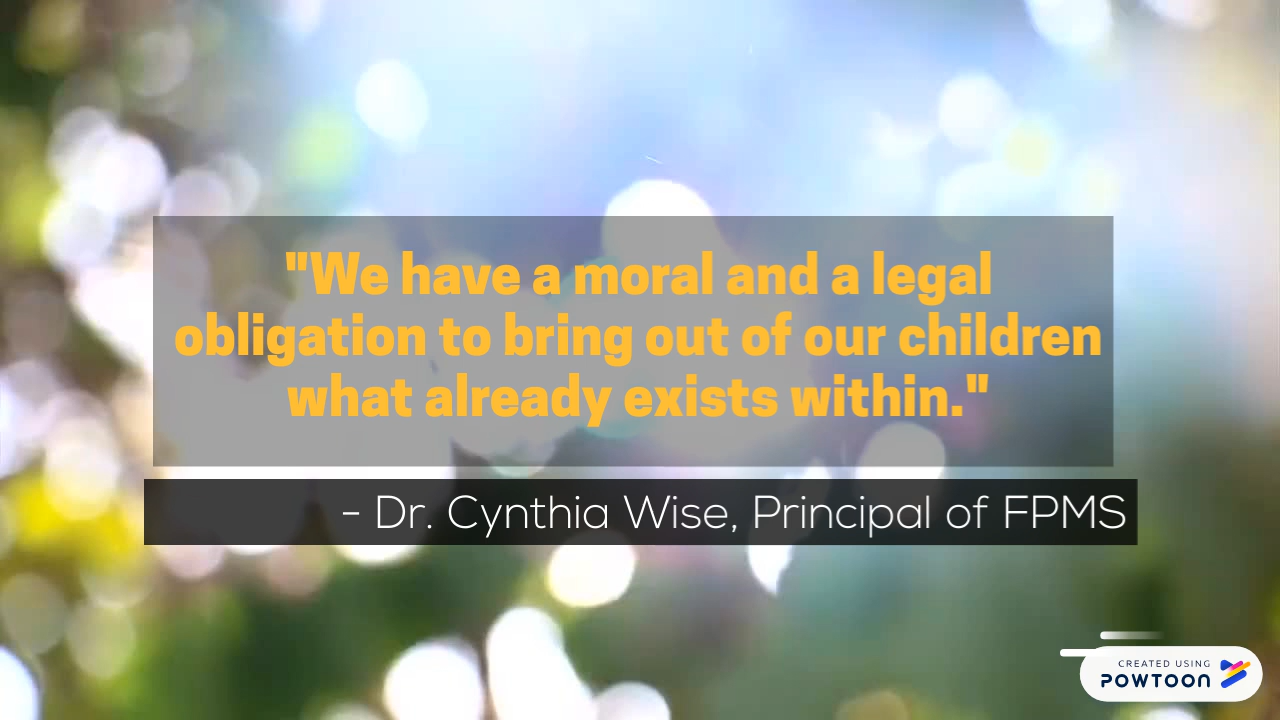 "We have a moral and a legal
obligation to bring out of our children
what already exists within."
- Dr. Cynthia Wise, Principal of FPMS
CREATED USING
POWTOON